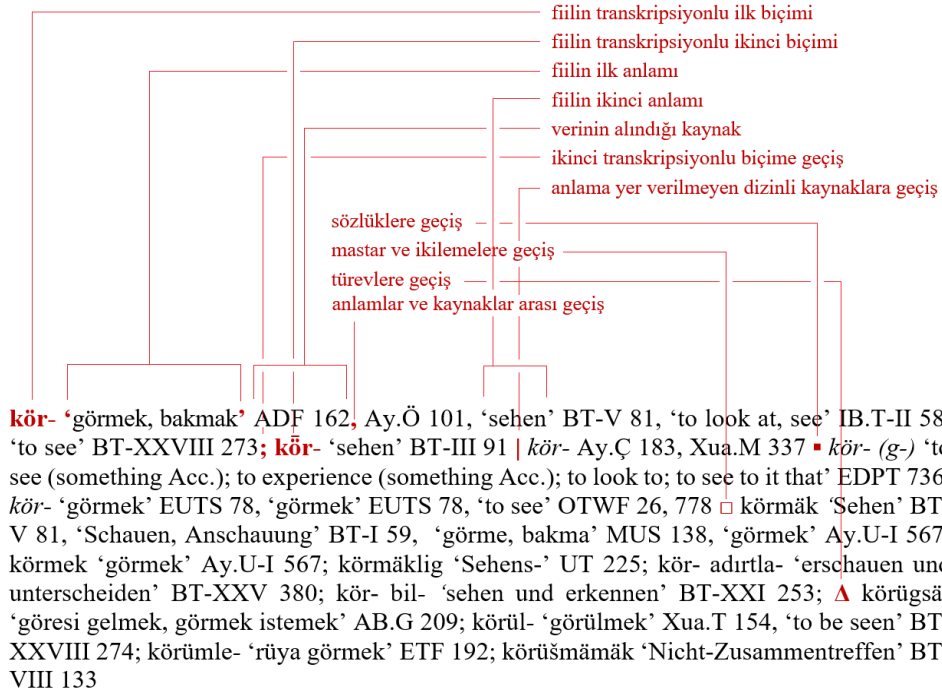 fiilin transkripsiyonlu ilk biçimi
fiilin transkripsiyonlu ikinci biçimi
fiilin ilk anlamı
fiilin ikinci anlamı
verinin alındığı kaynak
ikinci transkripsiyonlu biçime geçiş
anlama yer verilmeyen dizinli kaynaklara geçiş
sözlüklere geçiş
mastar ve ikilemelere geçiş
türevlere geçiş
anlamlar ve kaynaklar arası geçiş
kör- ‘görmek, bakmak’ ADF 162, Ay.Ö 101, ‘sehen’ BT-V 81, ‘to look at, see’ IB.T-II 58
‘to see’ BT-XXVIII 273; kȫr- ‘sehen’ BT-III 91 | kör- Ay.Ç 183, Xua.M 337 ▪ kör- (g-) ‘to
see (something Acc.); to experience (something Acc.); to look to; to see to it that’ EDPT 736
kör- ‘görmek’ EUTS 78, ‘görmek’ EUTS 78, ‘to see’ OTWF 26, 778 □ körmäk ‘Sehen’ BT-
V 81, ‘Schauen, Anschauung’ BT-I 59, ‘görme, bakma’ MUS 138, ‘görmek’ Ay.U-I 567
körmek ‘görmek’ Ay.U-I 567; körmäklig ‘Sehens-’ UT 225; kör- adırtla- ‘erschauen und
unterscheiden’ BT-XXV 380; kör- bil- ‘sehen und erkennen’ BT-XXI 253; Δ körügsä-
‘göresi gelmek, görmek istemek’ AB.G 209; körül- ‘görülmek’ Xua.T 154, ‘to be seen’ BT-
XXVIII 274; körümle- ‘rüya görmek’ ETF 192; körüšmämäk ‘Nicht-Zusammentreffen’ BT-
VIII 133